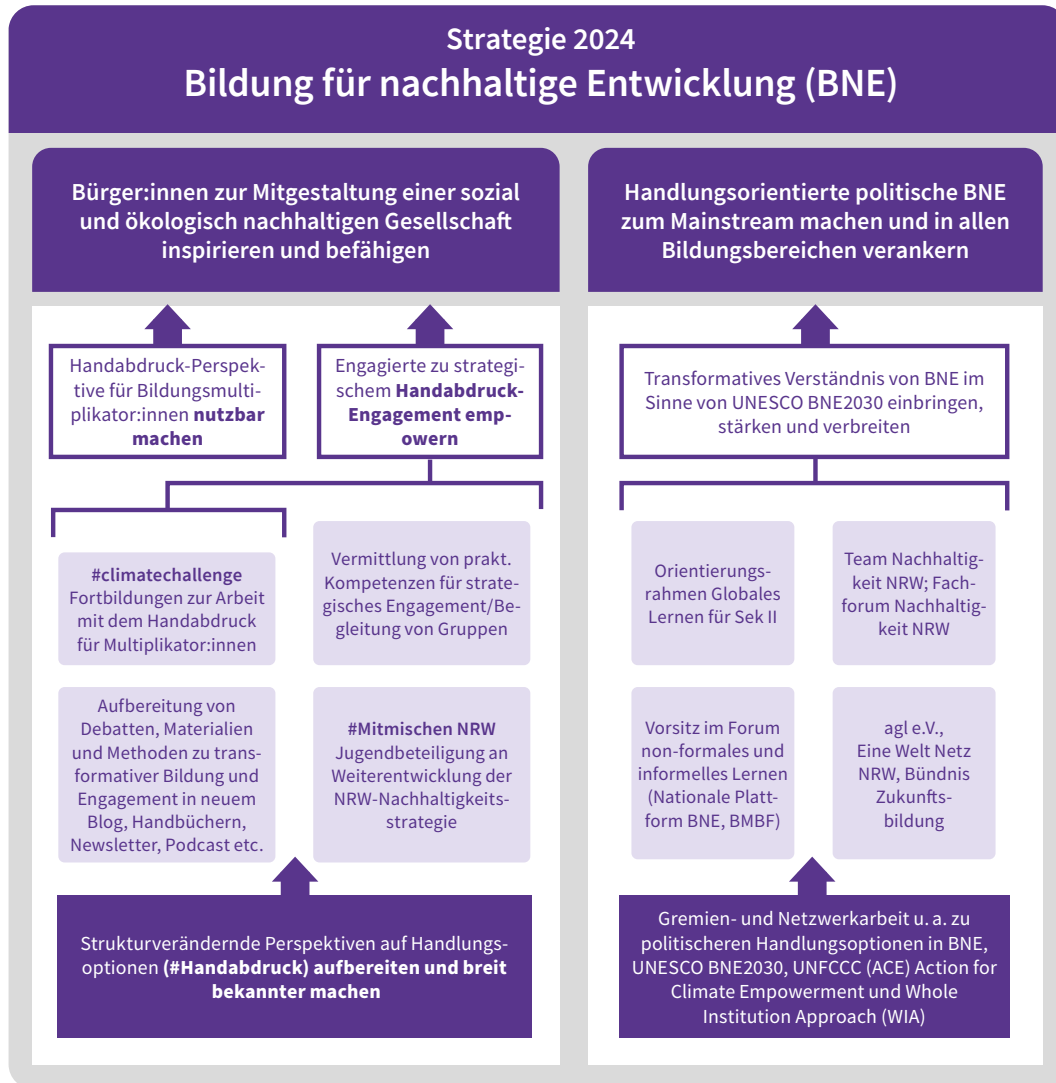 Strategie 2024
Bildung für nachhaltige Entwicklung (BNE)
Bürger:innen zur Mitgestaltung einer sozial
und ökologisch nachhaltigen Gesellschaft
inspirieren und befähigen
Handabdruck-Perspek-
tive für Bildungsmulti-
plikator:innen nutzbar
machen
Engagierte zu strategi-
schem Handabdruck-
Engagement emp-
owern
#climatechallenge
Fortbildungen zur Arbeit
mit dem Handabdruck
für Multiplikator:innen
Vermittlung von prakt.
Kompetenzen für strate-
gisches Engagement/Be-
gleitung von Gruppen
Aufbereitung von
Debatten, Materialien
und Methoden zu trans-
formativer Bildung und
Engagement in neuem
Blog, Handbüchern,
Newsletter, Podcast etc.
#Mitmischen NRW
Jugendbeteiligung an
Weiterentwicklung der
NRW-Nachhaltigkeits-
strategie
Strukturverändernde Perspektiven auf Handlungs-
optionen (#Handabdruck) aufbereiten und breit
bekannter machen
Handlungsorientierte politische BNE
zum Mainstream machen und in allen
Bildungsbereichen verankern
Transformatives Verständnis von BNE im
Sinne von UNESCO BNE2030 einbringen,
stärken und verbreiten
Orientierungs-
rahmen Globales
Lernen für Sek II
Team Nachhaltig-
keit NRW; Fach-
forum Nachhaltig-
keit NRW
Vorsitz im Forum
non-formales und
informelles Lernen
(Nationale Platt-
form BNE, BMBF)
agl e.V.,
Eine Welt Netz
NRW, Bündnis
Zukunfts-
bildung
Gremien- und Netzwerkarbeit u. a. zu
politischeren Handlungsoptionen in BNE,
UNESCO BNE2030, UNFCCC (ACE) Action for
Climate Empowerment und Whole
Institution Approach (WIA)